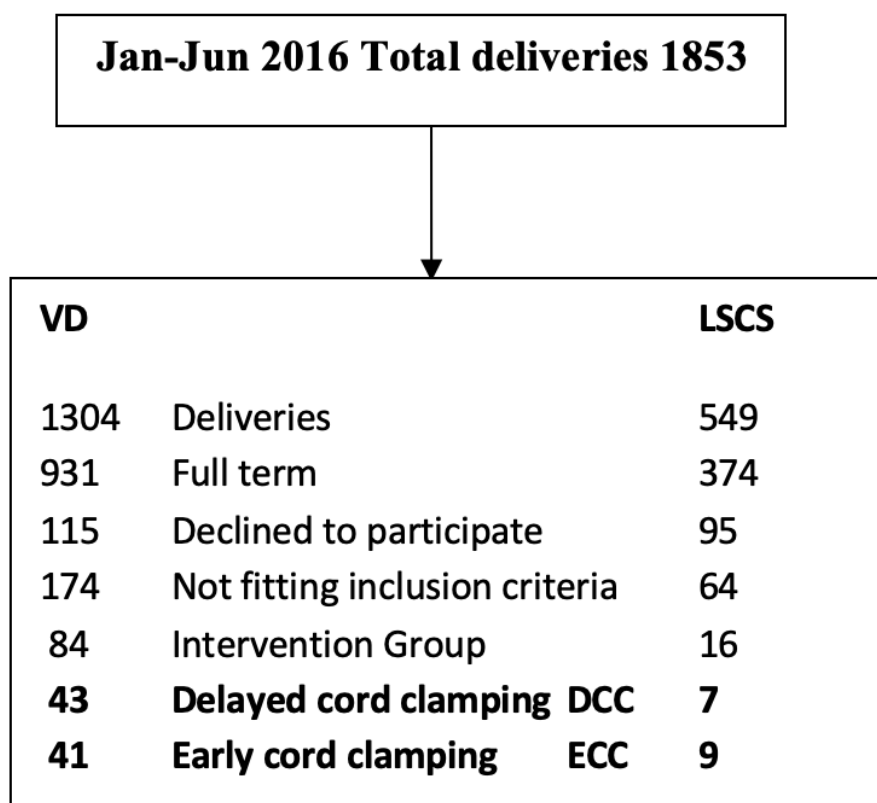 Jan-Jun 2016 Total deliveries 1853
VD LSCS
1304 Deliveries 549
931 Full term 374
115 Declined to participate 95
174 Not fitting inclusion criteria 64
84 Intervention Group 16
43 Delayed cord clamping DCC 7
41 Early cord clamping ECC 9